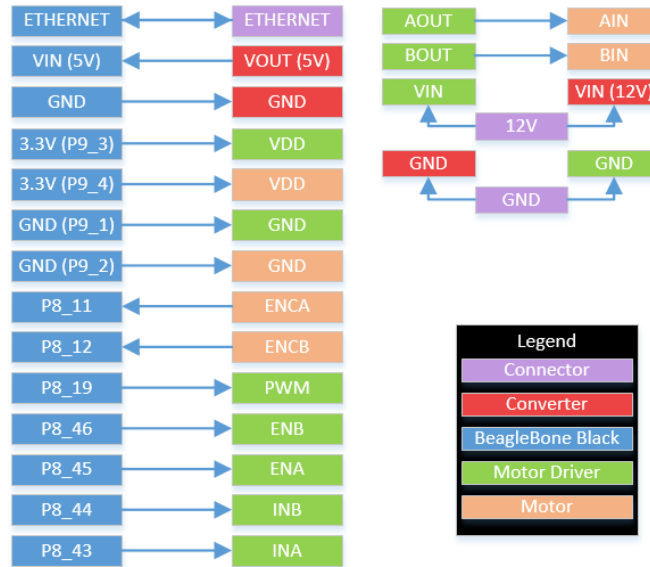 ETHERNET ETHERNET
VIN (5V) VOUT (5V)
GND GND
3.3V (P9_3) VDD
3.3V (P9_4) VDD
GND (P9_1) GND
GND (P9_2) GND
P8_11 ENCA
P8_12 ENCB
P8_19 PWM
P8_46 ENB
P8_45 ENA
P8_44 INB
P8_43 INA
AOUT AIN
BOUT BIN
VIN VIN (12V)
12V
GND GND
GND
Legend
Connector
Converter
BeagleBone Black
Motor Driver
Motor